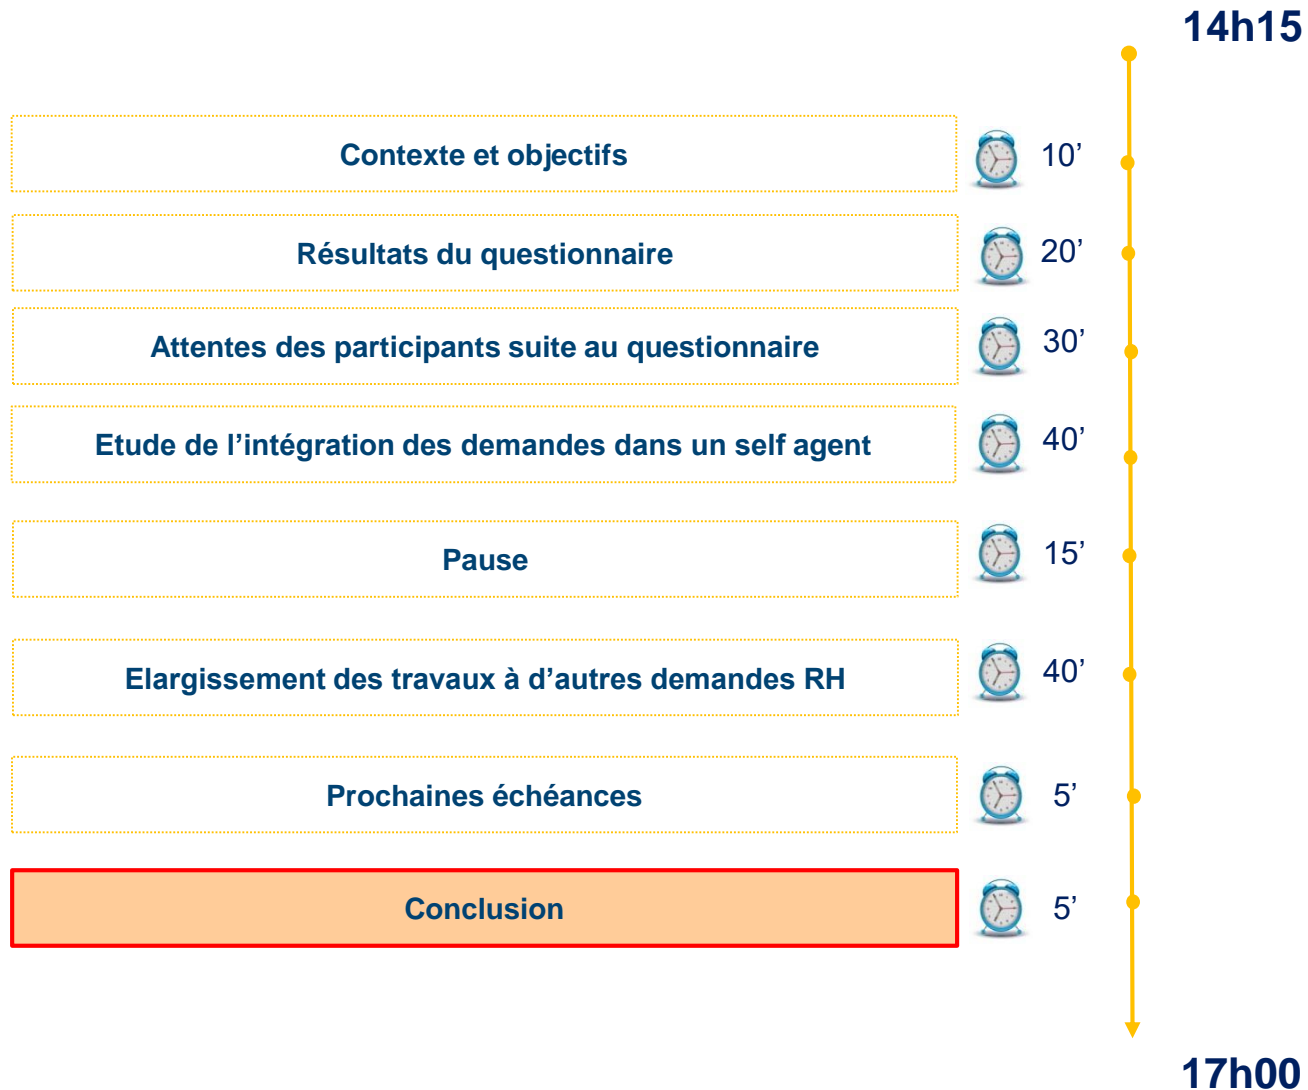 14h15
Contexte et objectifs 10’
Résultats du questionnaire 20’
Attentes des participants suite au questionnaire 30’
Etude de l’intégration des demandes dans un self agent 40’
Pause 15’
Elargissement des travaux à d’autres demandes RH 40’
Prochaines échéances 5’
Conclusion 5’
17h00